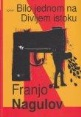 Bilo jednom na
Divljem istoku
Franjo
Nagulov